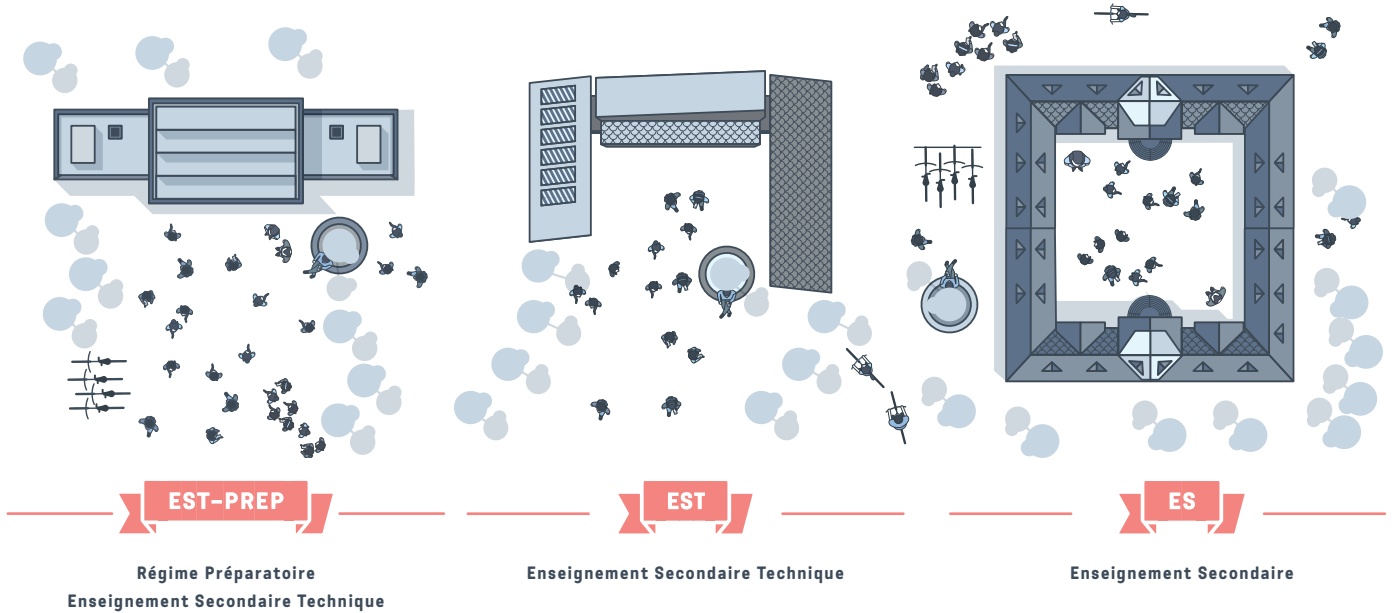 EST-PREP
Régime Préparatoire
Enseignement Secondaire Technique
EST
Enseignement Secondaire Technique
ES
Enseignement Secondaire